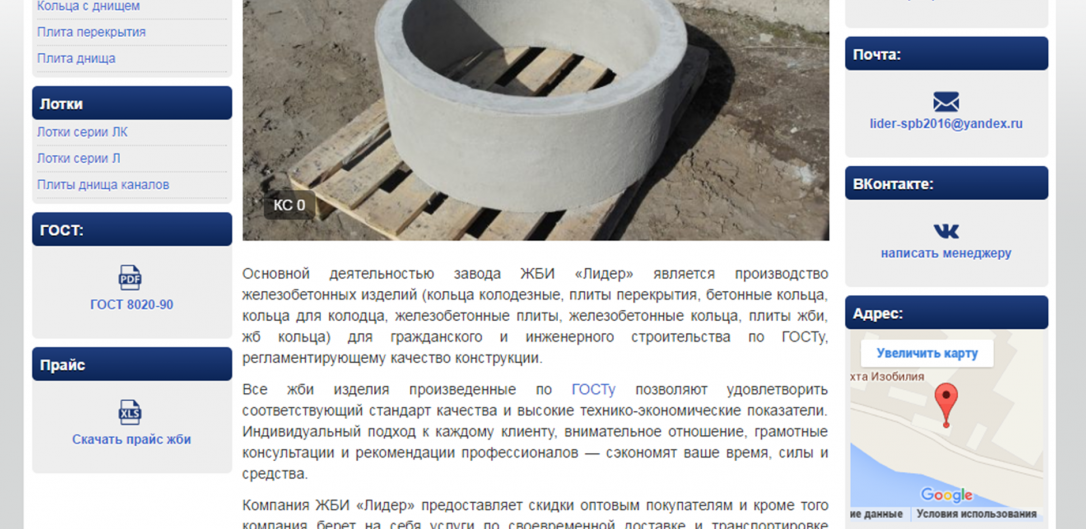 Кольца с днищем
Плита перекрытия
Плита днища
Лотки
Лотки серии ЛК
Лотки серии Л
Плиты днища каналов
ГОСТ:
PDF
ГОСТ 8020-90
Прайс
XLS
Скачать прайс жби
КС 0
Основной деятельностью завода ЖБИ «Лидер» является производство
железобетонных изделий (кольца колодезные, плиты перекрытия, бетонные кольца,
кольца для колодца, железобетонные плиты, железобетонные кольца, плиты жби,
жб кольца) для гражданского и инженерного строительства по ГОСТу,
регламентирующему качество конструкции.
Все жби изделия произведенные по ГОСТу позволяют удовлетворить
соответствующий стандарт качества и высокие технико-экономические показатели.
Индивидуальный подход к каждому клиенту, внимательное отношение, грамотные
консультации и рекомендации профессионалов — сэкономят ваше время, силы и
средства.
Компания ЖБИ «Лидер» предоставляет скидки оптовым покупателям и кроме того
компания берет на себя услуги по своевременной доставке и транспортировке
Почта:
lider-spb2016@yandex.ru
ВКонтакте:
написать менеджеру
Адрес:
Увеличить карту
хта Изобилия
Google
ие данные
Условия использования